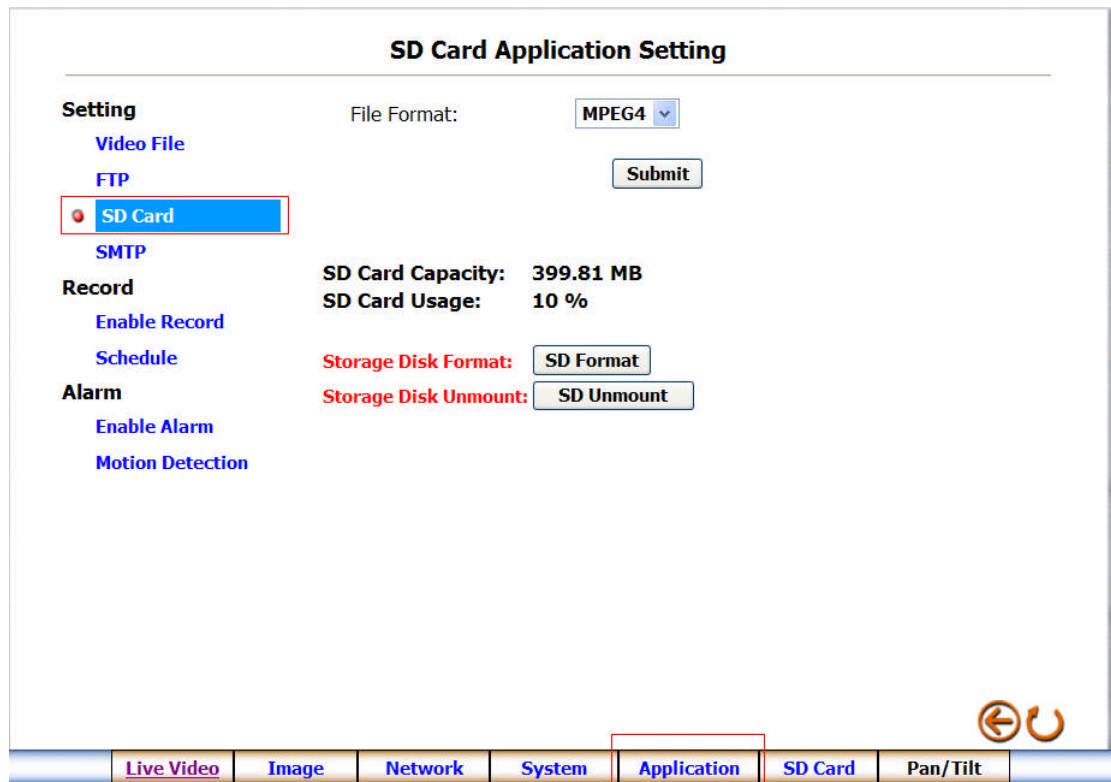 SD Card Application Setting
Setting
Video File
FTP
SD Card
SMTP
Record
Enable Record
Schedule
Alarm
Enable Alarm
Motion Detection
File Format: MPEG4
Submit
SD Card Capacity: 399.81 MB
SD Card Usage: 10 %
Storage Disk Format: SD Format
Storage Disk Unmount: SD Unmount
Live Video Image Network System Application SD Card Pan/Tilt